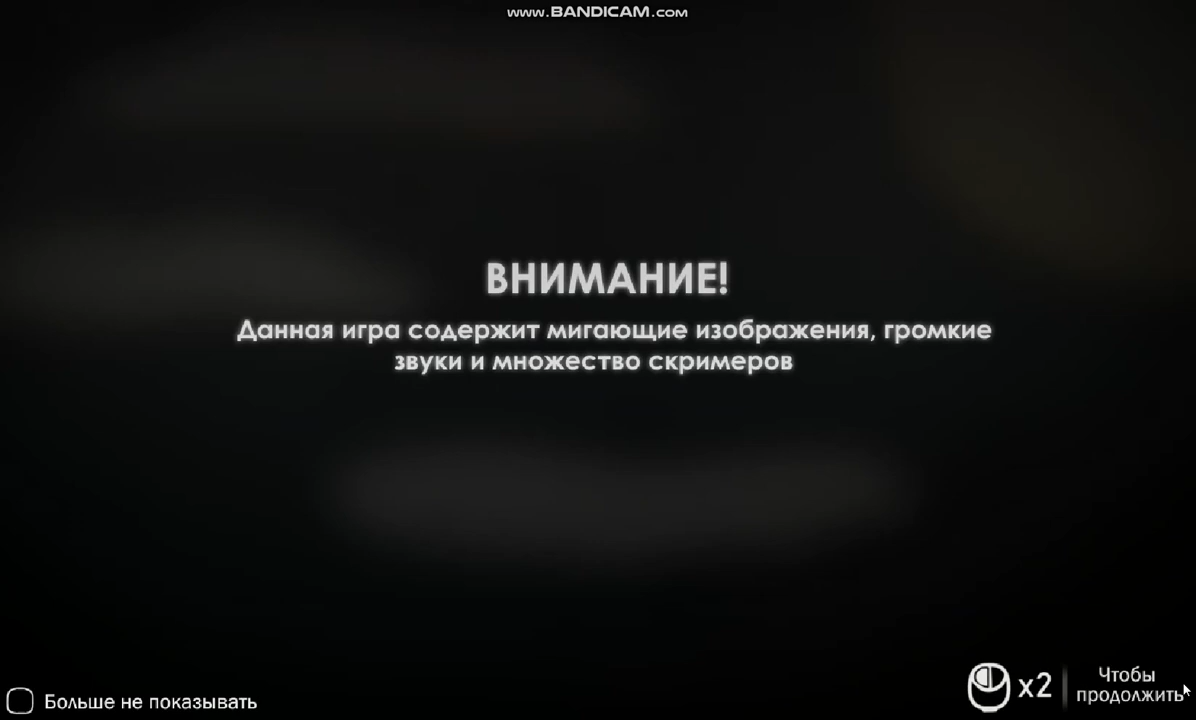 www.BANDICAM.com
ВНИМАНИЕ!
Данная игра содержит мигающие изображения, громкие
звуки и множество скримеров
Больше не показывать
x2
Чтобы
продолжить